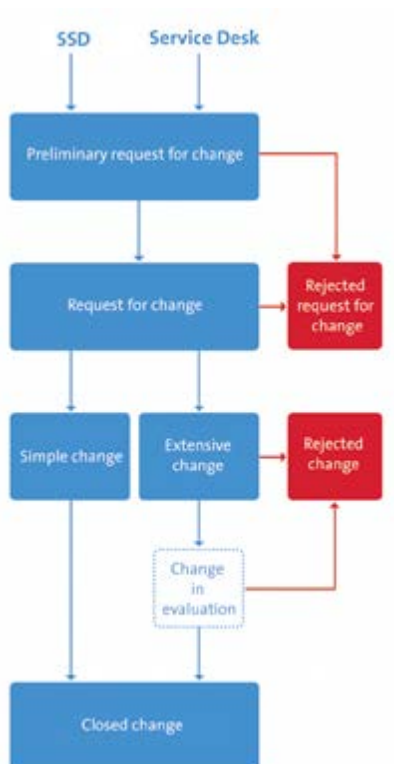 SSD
Service Desk
Preliminary request for change
Request for change
Rejected
request for
change
Simple change
Extensive
change
Rejected
change
Change
in
evaluation
Closed change